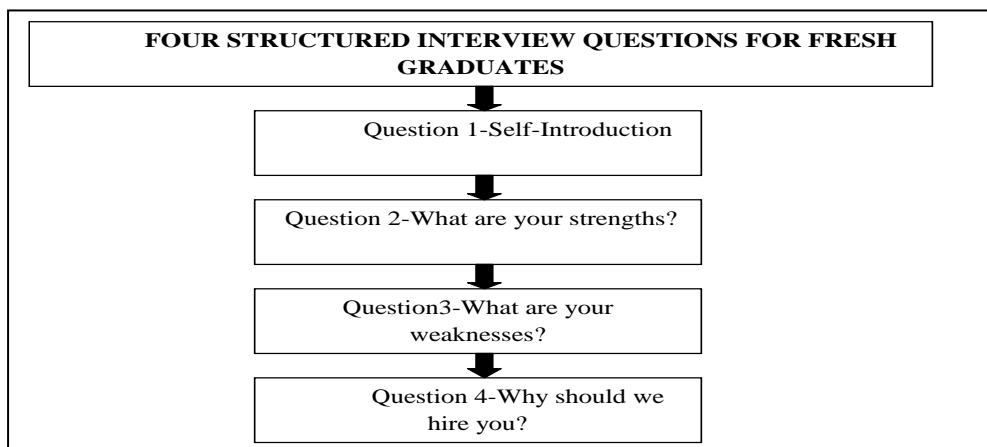 FOUR STRUCTURED INTERVIEW QUESTIONS FOR FRESH
GRADUATES
Question 1-Self-Introduction
Question 2-What are your strengths?
Question3-What are your
weaknesses?
Question 4-Why should we
hire you?